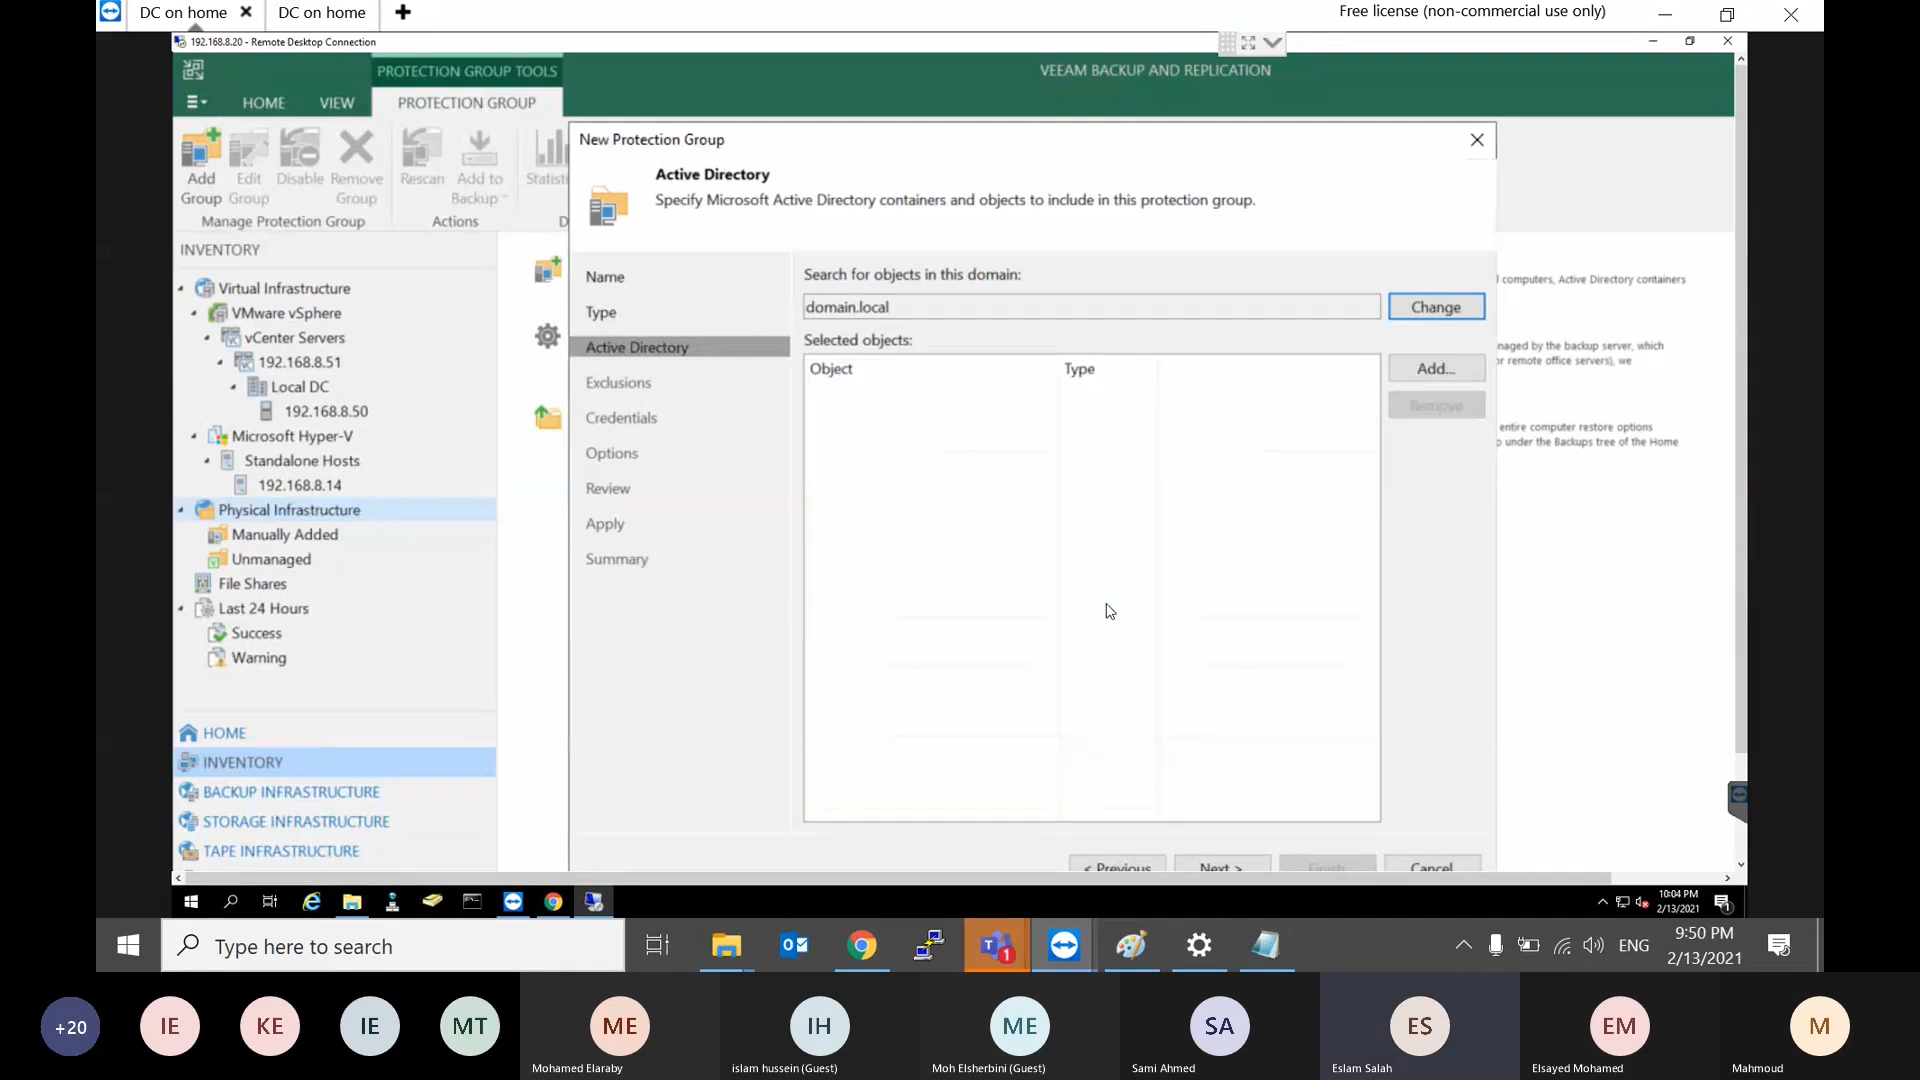 DC on home
DC on home
Free license (non-commercial use only)
192.168.8.20 - Remote Desktop Connection
PROTECTION GROUP TOOLS
VEEAM BACKUP AND REPLICATION
HOME
VIEW
PROTECTION GROUP
Add
Group
Edit
Group
Disable
Remove
Group
Rescan
Add to
Backup
Statisti
Manage Protection Group
Actions
D
New Protection Group
Active Directory
Specify Microsoft Active Directory containers and objects to include in this protection group.
INVENTORY
Virtual Infrastructure
VMware vSphere
vCenter Servers
192.168.8.51
Local DC
192.168.8.50
Microsoft Hyper-V
Standalone Hosts
192.168.8.14
Physical Infrastructure
Manually Added
Unmanaged
File Shares
Last 24 Hours
Success
Warning
HOME
INVENTORY
BACKUP INFRASTRUCTURE
STORAGE INFRASTRUCTURE
TAPE INFRASTRUCTURE
Name
Type
Active Directory
Exclusions
Credentials
Options
Review
Apply
Summary
Search for objects in this domain:
domain.local
Change
Selected objects:
Object
Type
Add...
Remove
< Previous
Next >
Finish
Cancel
computers, Active Directory containers
naged by the backup server, which
or remote office servers), we
entire computer restore options
p under the Backups tree of the Home
10:04 PM
2/13/2021
1
Type here to search
1
ENG
9:50 PM
2/13/2021
+20
IE
KE
IE
MT
ME
Mohamed Elaraby
IH
islam hussein (Guest)
ME
Moh Elsherbini (Guest)
SA
Sami Ahmed
ES
Eslam Salah
EM
Elsayed Mohamed
M
Mahmoud